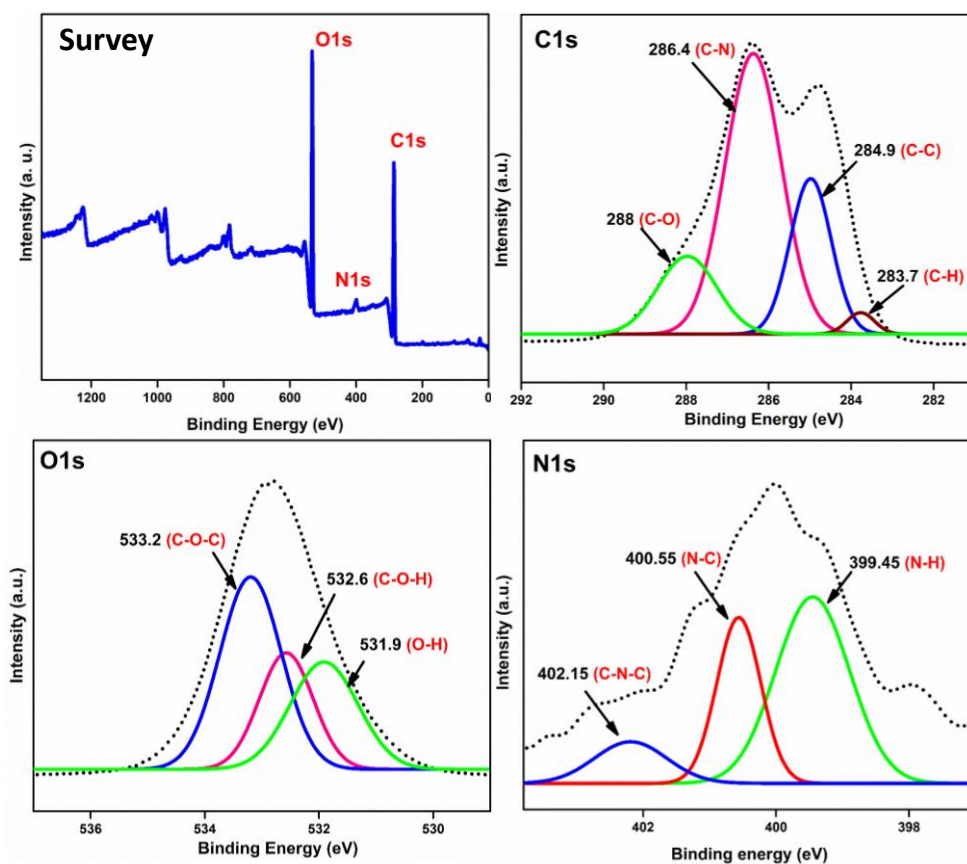 Survey
O1s
C1s
N1s
Intensity (a. u.)
1200
1000
800
600
400
200
0
Binding Energy (eV)
C1s
286.4 (C-N)
284.9 (C-C)
288 (C-O)
283.7 (C-H)
Intensity (a.u.)
292
290
288
286
284
282
Binding Energy (eV)
O1s
533.2 (C-O-C)
532.6 (C-O-H)
531.9 (O-H)
Intensity (a.u.)
536
534
532
530
Binding Energy (eV)
N1s
400.55 (N-C)
399.45 (N-H)
402.15 (C-N-C)
Intensity (a.u.)
402
400
398
Binding energy (eV)